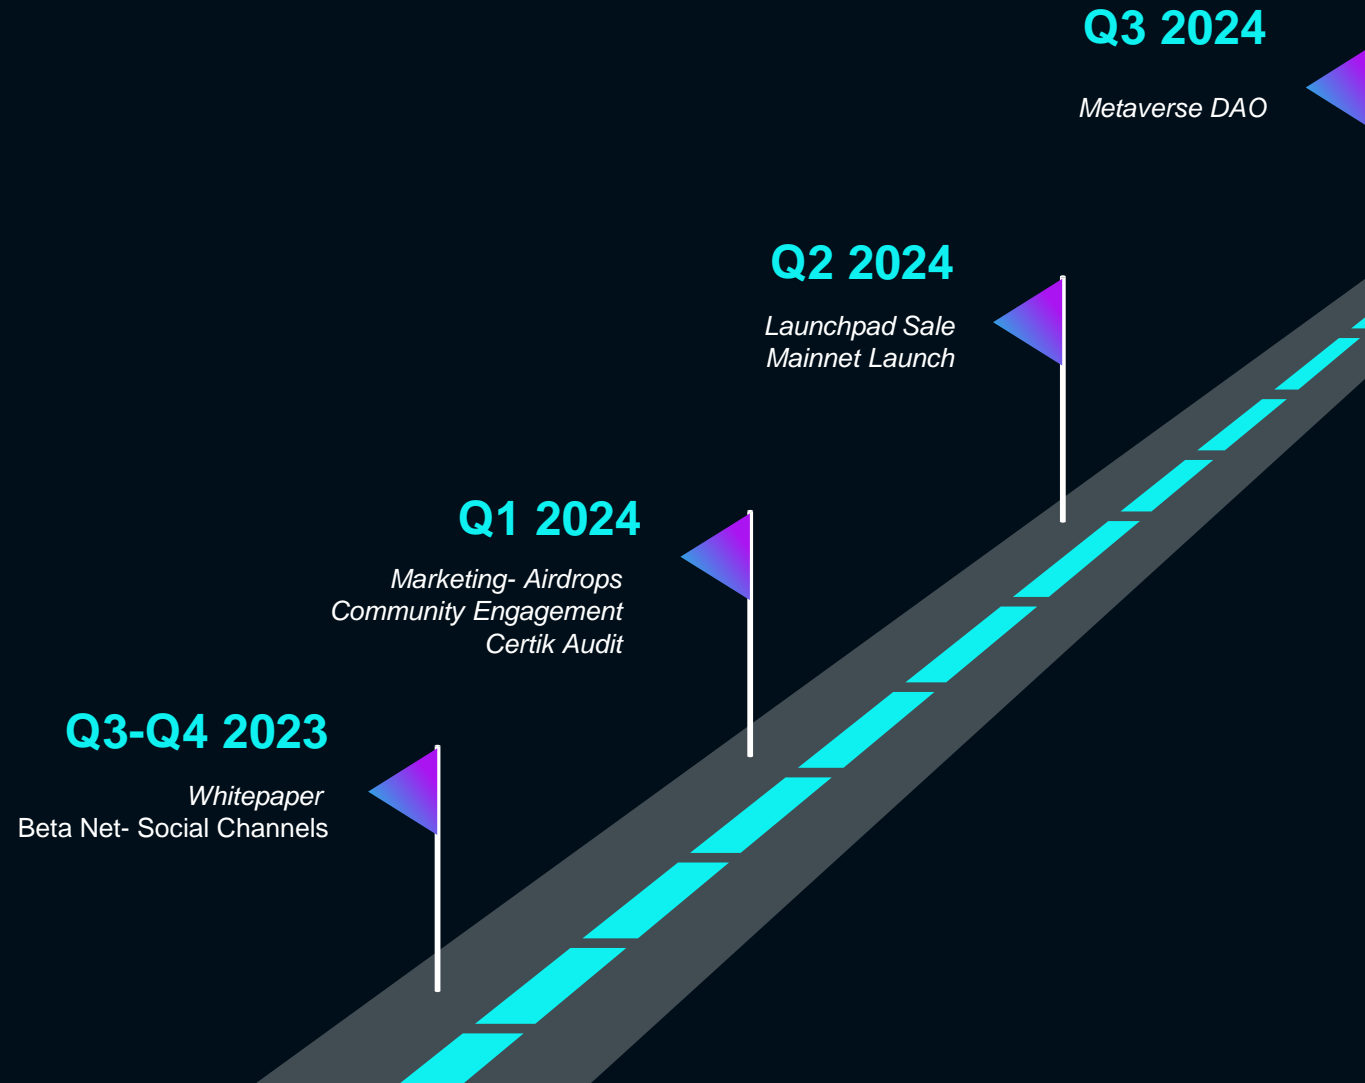 Q3 2024
Metaverse DAO
Q2 2024
Launchpad Sale
Mainnet Launch
Q1 2024
Marketing- Airdrops
Community Engagement
Certik Audit
Q3-Q4 2023
Whitepaper
Beta Net- Social Channels